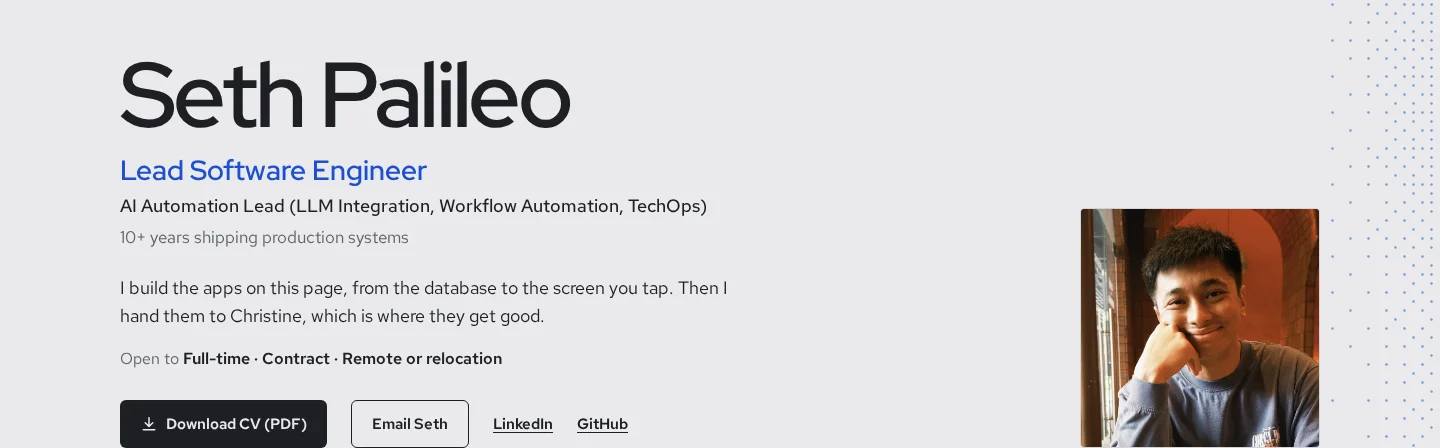 Seth Palileo
Lead Software Engineer
AI Automation Lead (LLM Integration, Workflow Automation, TechOps)
10+ years shipping production systems
I build the apps on this page, from the database to the screen you tap. Then I
hand them to Christine, which is where they get good.
Open to Full-time · Contract · Remote or relocation
Download CV (PDF)
Email Seth
LinkedIn
GitHub